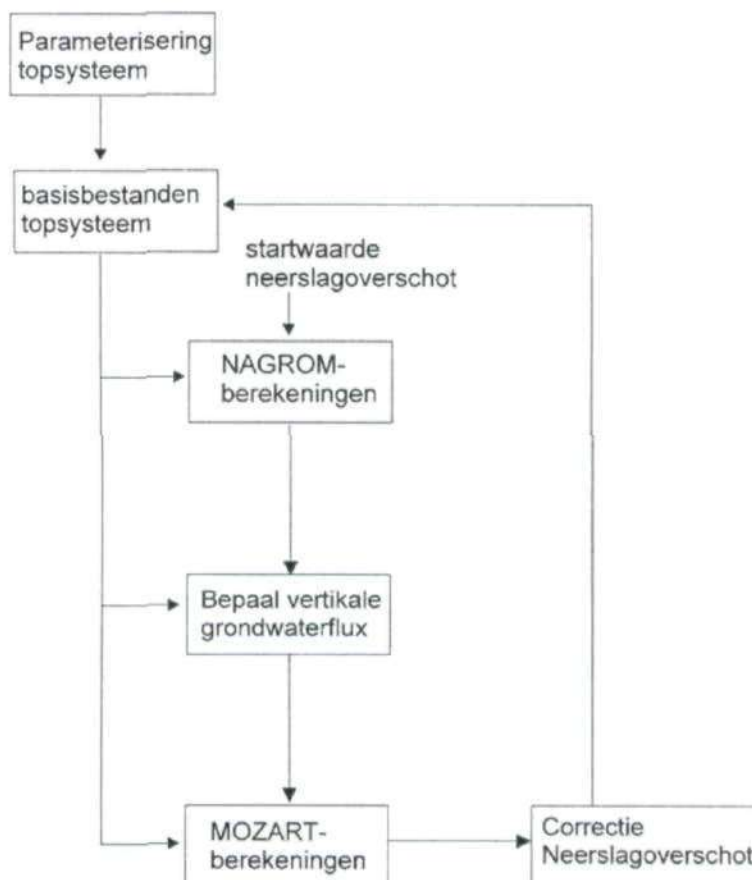 Parameterisering
topsysteem
basisbestanden
topsysteem
startwaarde
neerslagoverschot
NAGROM-
berekeningen
Bepaal vertikale
grondwaterflux
MOZART-
berekeningen
Correctie
Neerslagoverschot